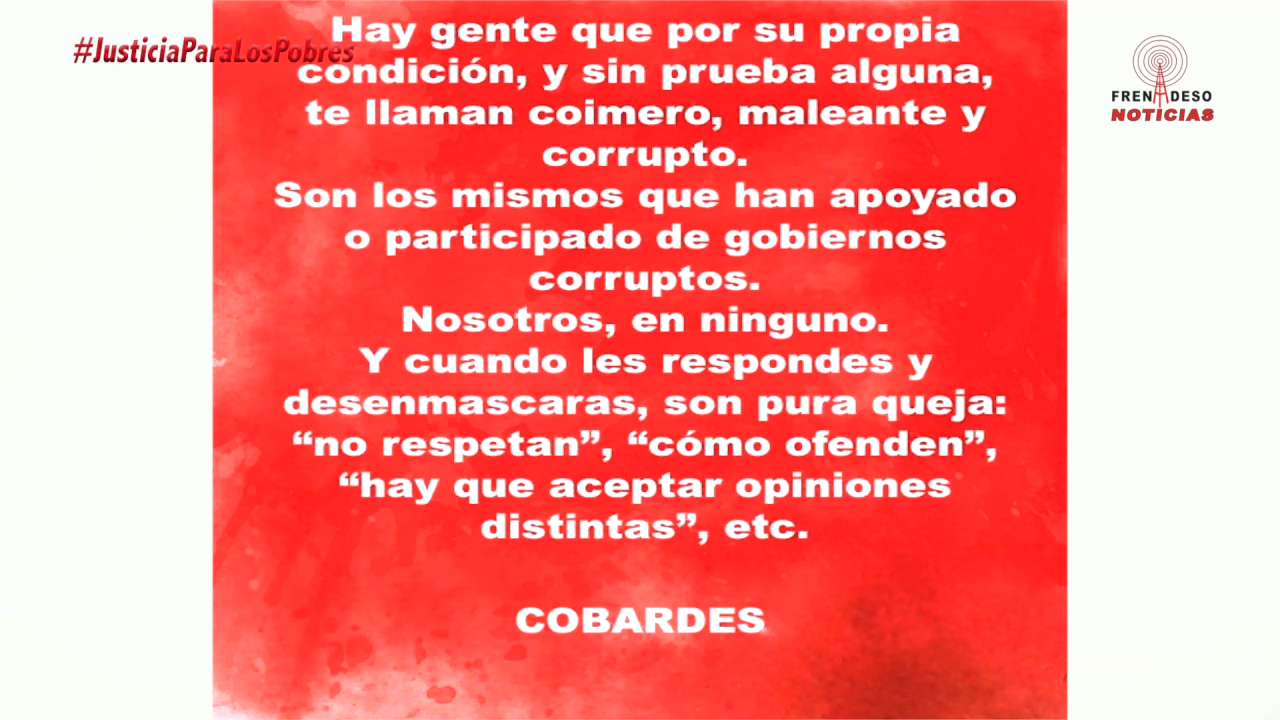 #JusticiaParaLosPobres
FRENADESO
NOTICIAS
Hay gente que por su propia
condición, y sin prueba alguna,
te llaman coimero, maleante y
corrupto.
Son los mismos que han apoyado
o participado de gobiernos
corruptos.
Nosotros, en ninguno.
Y cuando les respondes y
desenmascaras, son pura queja:
“no respetan”, “cómo ofenden”,
“hay que aceptar opiniones
distintas”, etc.
COBARDES